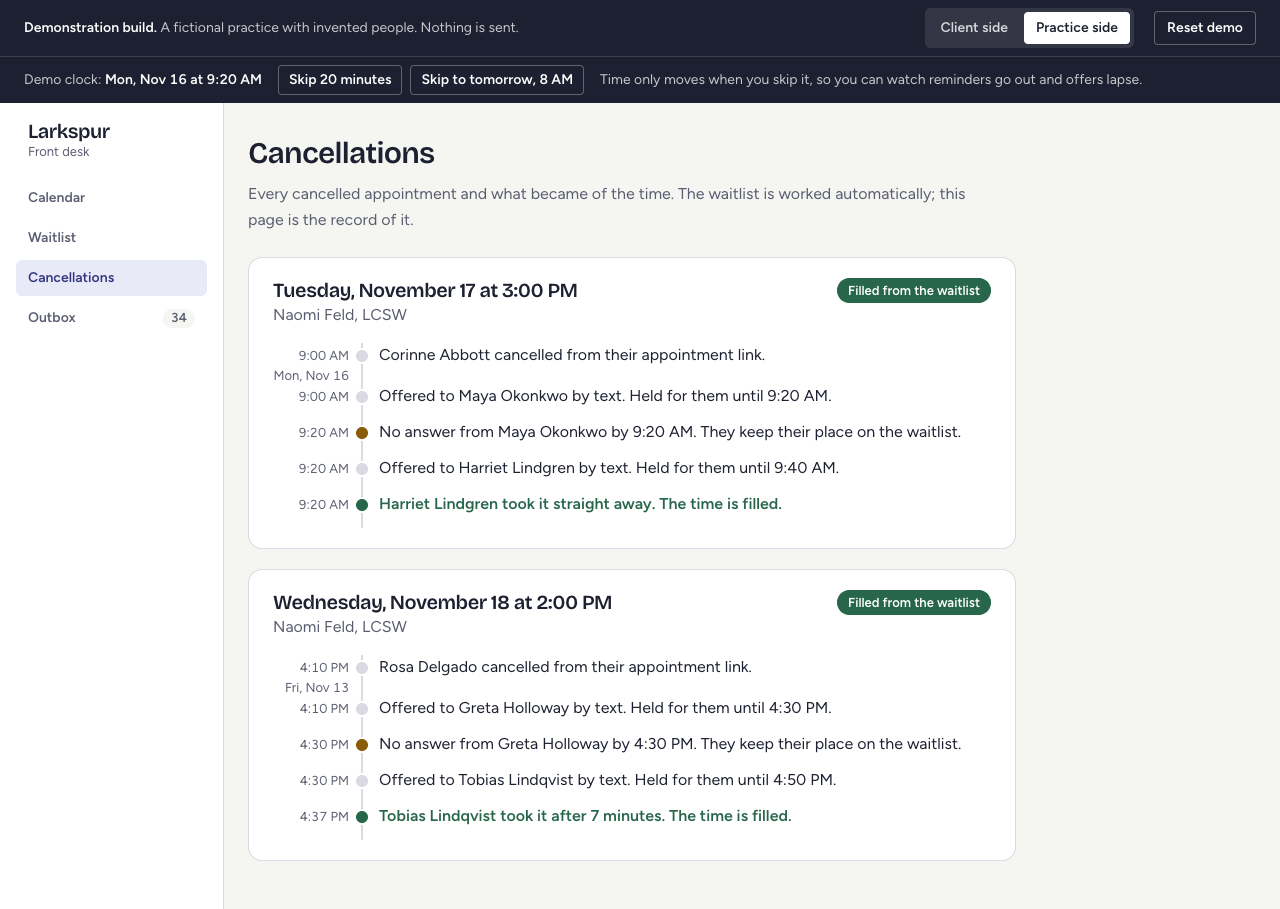 Demonstration build. A fictional practice with invented people. Nothing is sent.
Client side
Practice side
Reset demo
Demo clock: Mon, Nov 16 at 9:20 AM
Skip 20 minutes
Skip to tomorrow, 8 AM
Time only moves when you skip it, so you can watch reminders go out and offers lapse.
Larkspur
Front desk
Calendar
Waitlist
Cancellations
Outbox
34
Cancellations
Every cancelled appointment and what became of the time. The waitlist is worked automatically; this
page is the record of it.
Tuesday, November 17 at 3:00 PM
Filled from the waitlist
Naomi Feld, LCSW
9:00 AM
Mon, Nov 16
Corinne Abbott cancelled from their appointment link.
9:00 AM
Offered to Maya Okonkwo by text. Held for them until 9:20 AM.
9:20 AM
No answer from Maya Okonkwo by 9:20 AM. They keep their place on the waitlist.
9:20 AM
Offered to Harriet Lindgren by text. Held for them until 9:40 AM.
9:20 AM
Harriet Lindgren took it straight away. The time is filled.
Wednesday, November 18 at 2:00 PM
Filled from the waitlist
Naomi Feld, LCSW
4:10 PM
Fri, Nov 13
Rosa Delgado cancelled from their appointment link.
4:10 PM
Offered to Greta Holloway by text. Held for them until 4:30 PM.
4:30 PM
No answer from Greta Holloway by 4:30 PM. They keep their place on the waitlist.
4:30 PM
Offered to Tobias Lindqvist by text. Held for them until 4:50 PM.
4:37 PM
Tobias Lindqvist took it after 7 minutes. The time is filled.